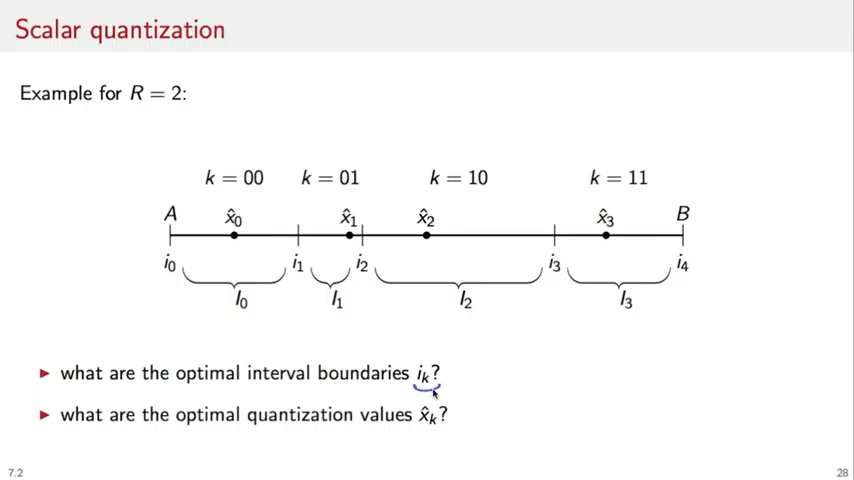 Scalar quantization
Example for R = 2:
k = 00 k = 01 k = 10 k = 11
A x̂₀ x̂₁ x̂₂ x̂₃ B
i₀ i₁ i₂ i₃ i₄
I₀ I₁ I₂ I₃
▶ what are the optimal interval boundaries iₖ?
▶ what are the optimal quantization values x̂ₖ?
7.2 28